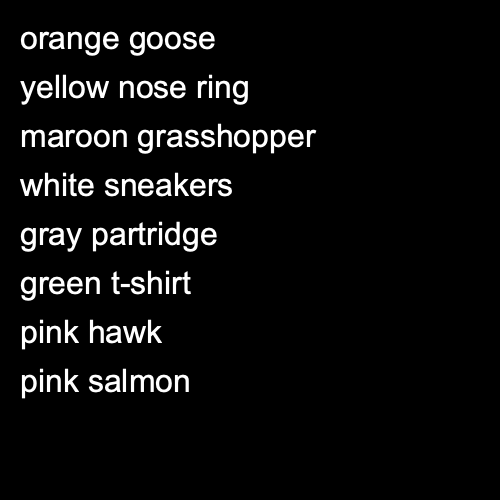 orange goose
yellow nose ring
maroon grasshopper
white sneakers
gray partridge
green t-shirt
pink hawk
pink salmon